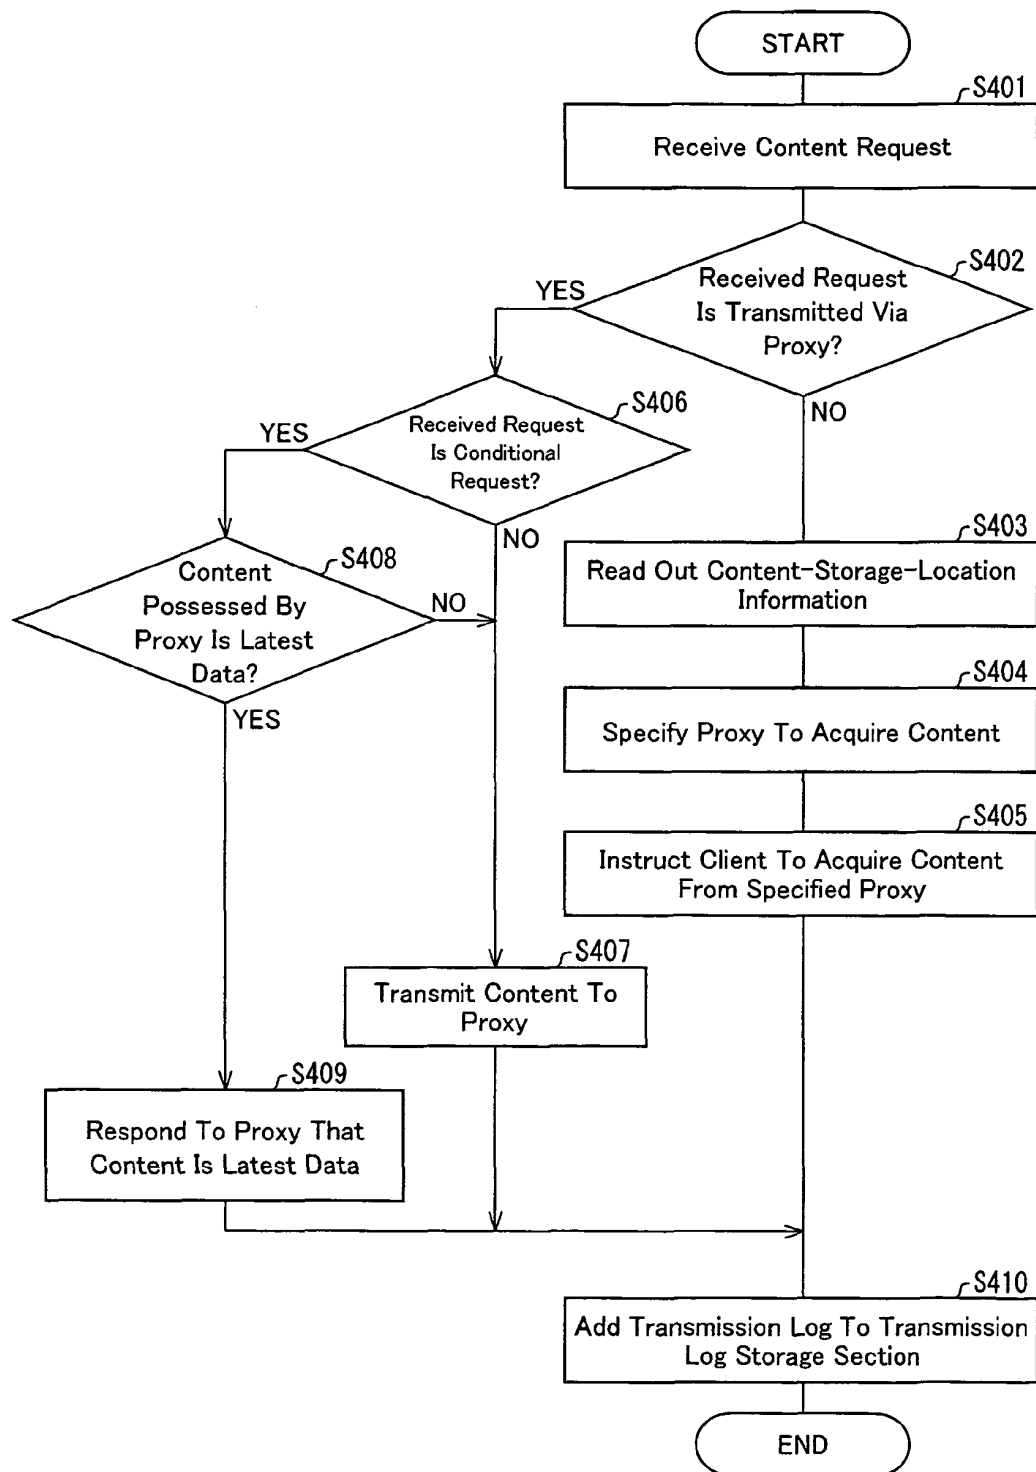 START
S401
Receive Content Request
S402
Received Request
Is Transmitted Via
Proxy?
YES
NO
S406
Received Request
Is Conditional
Request?
YES
NO
S403
Read Out Content-Storage-Location
Information
S408
Content
Possessed By
Proxy Is Latest
Data?
NO
YES
S404
Specify Proxy To Acquire Content
S405
Instruct Client To Acquire Content
From Specified Proxy
S407
Transmit Content To
Proxy
S409
Respond To Proxy That
Content Is Latest Data
S410
Add Transmission Log To Transmission
Log Storage Section
END